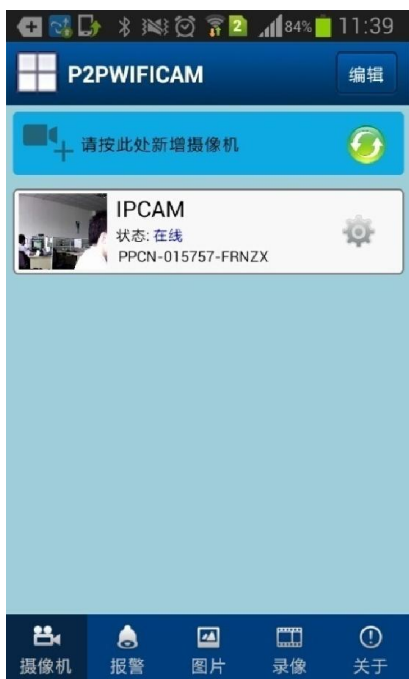 2 84% 11:39
P2PWIFICAM 编辑
请按此处新增摄像机
IPCAM
状态: 在线
PPCN-015757-FRNZX
摄像机 报警 图片 录像 关于